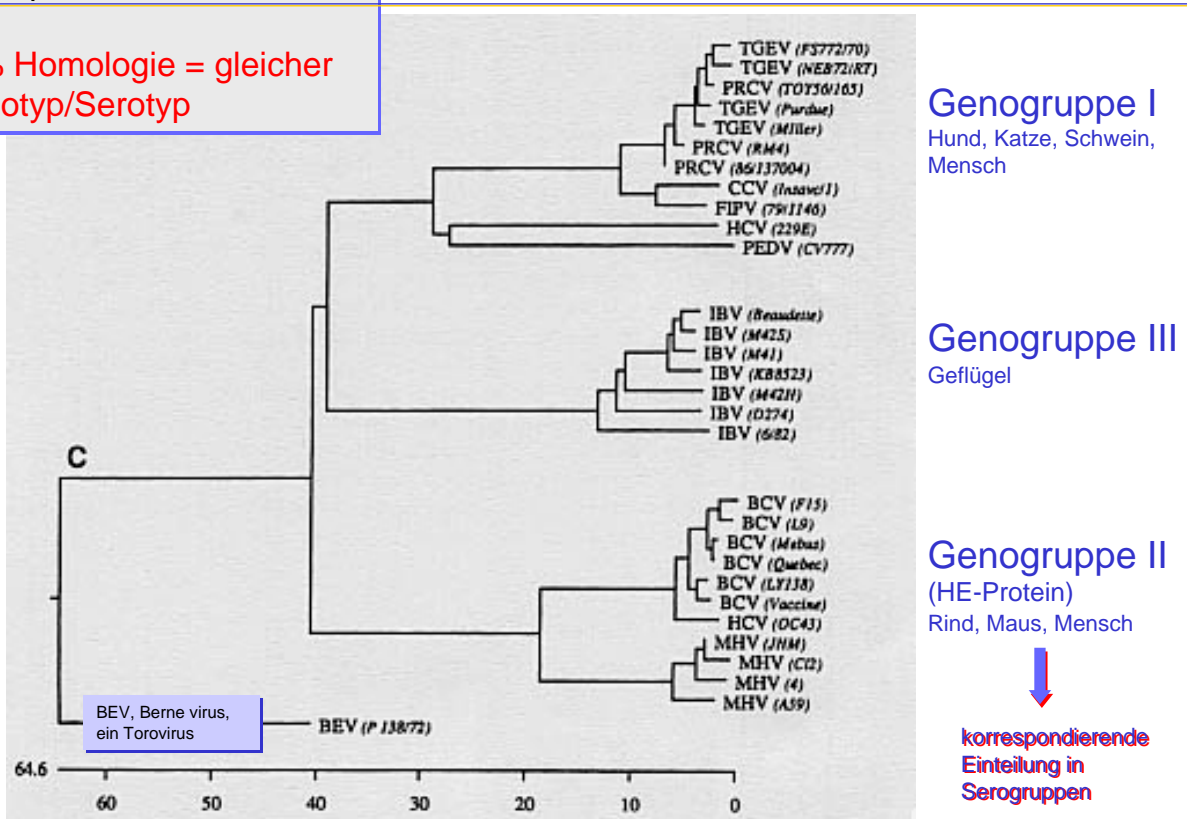 Homologie = gleicher
otyp/Serotyp
TGEV (FS772/70)
TGEV (NEB72/RT)
PRCV (TOY56/165)
TGEV (Purdue)
TGEV (Miller)
PRCV (RM4)
PRCV (86/137004)
CCV (Insavc/1)
FIPV (79/1146)
HCV (229E)
PEDV (CV777)
Genogruppe I
Hund, Katze, Schwein,
Mensch
IBV (Beaudette)
IBV (M42S)
IBV (M41)
IBV (KB8523)
IBV (M42H)
IBV (D274)
IBV (6/82)
Genogruppe III
Geflügel
C
BCV (F15)
BCV (L9)
BCV (Mebus)
BCV (Quebec)
BCV (LY138)
BCV (Vaccine)
HCV (OC43)
MHV (JHM)
MHV (Cl2)
MHV (4)
MHV (A59)
Genogruppe II
(HE-Protein)
Rind, Maus, Mensch
korrespondierende
Einteilung in
Serogruppen
BEV, Berne virus,
ein Torovirus
BEV (P 138/72)
64.6
60 50 40 30 20 10 0